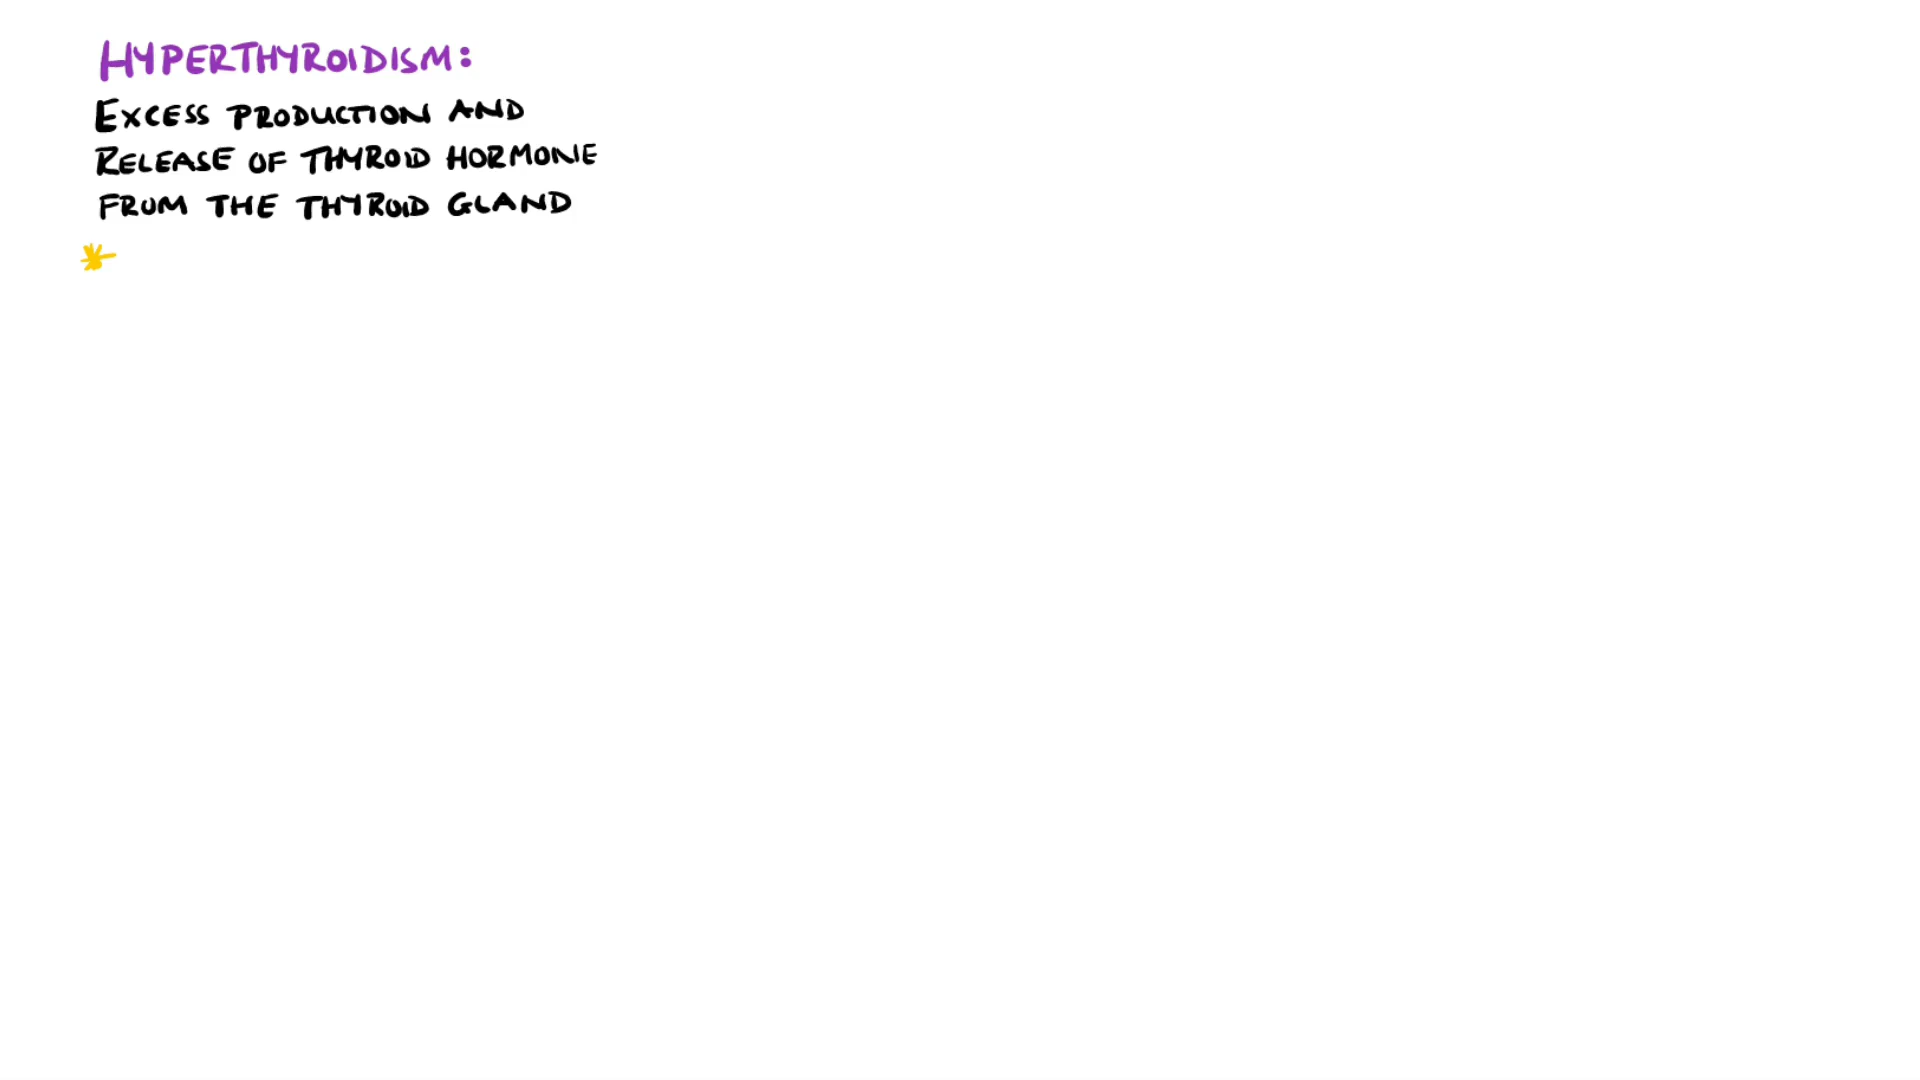 HYPERTHYROIDISM:
EXCESS PRODUCTION AND
RELEASE OF THYROID HORMONE
FROM THE THYROID GLAND
*